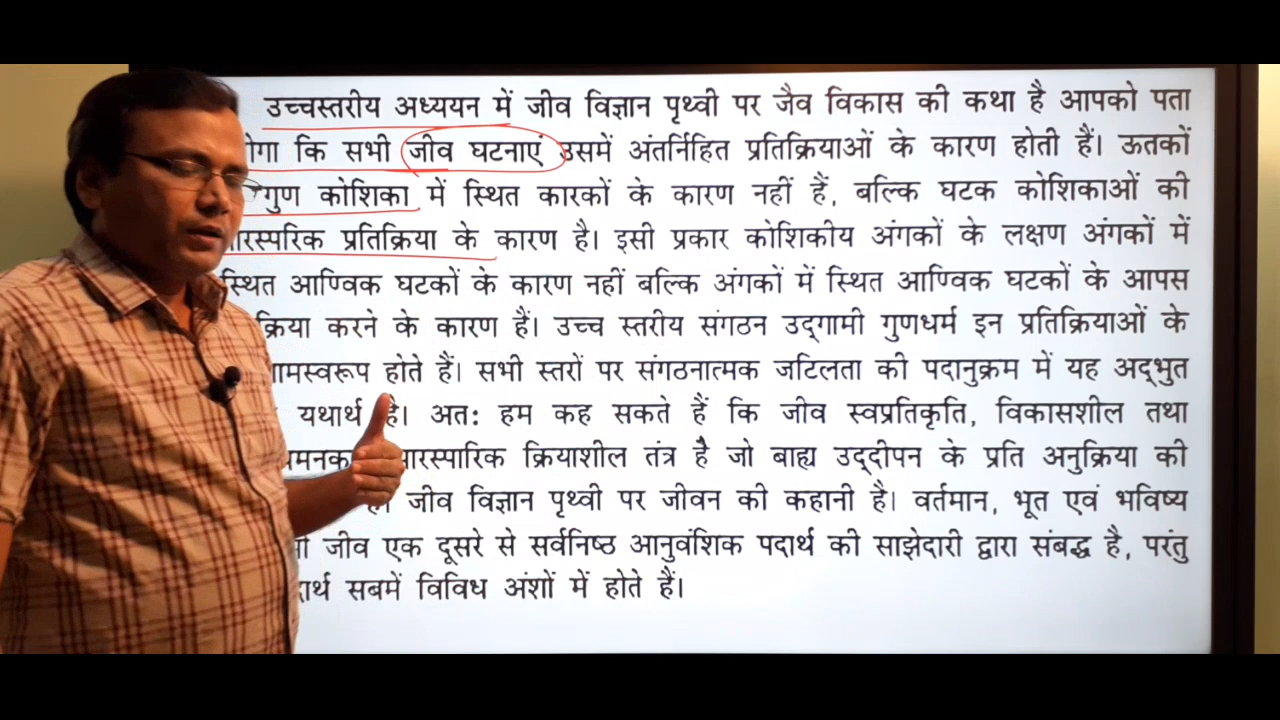 उच्चस्तरीय अध्ययन में जीव विज्ञान पृथ्वी पर जैव विकास की कथा है आपको पता
कि सभी जीव घटनाएं उसमें अंतर्निहित प्रतिक्रियाओं के कारण होती हैं। ऊतकों
गुण कोशिका में स्थित कारकों के कारण नहीं हैं, बल्कि घटक कोशिकाओं की
प्रतिक्रिया के कारण है। इसी प्रकार कोशिकीय अंगकों के लक्षण अंगकों में
आण्विक घटकों के कारण नहीं बल्कि अंगकों में स्थित आण्विक घटकों के आपस
क्रिया करने के कारण हैं। उच्च स्तरीय संगठन उद्गामी गुणधर्म इन प्रतिक्रियाओं के
होते हैं। सभी स्तरों पर संगठनात्मक जटिलता की पदानुक्रम में यह अद्भुत
यथार्थ है। अतः हम कह सकते हैं कि जीव स्वप्रतिकृति, विकासशील तथा
पारस्पारिक क्रियाशील तंत्र है जो बाह्य उद्दीपन के प्रति अनुक्रिया की
जीव विज्ञान पृथ्वी पर जीवन की कहानी है। वर्तमान, भूत एवं भविष्य
जीव एक दूसरे से सर्वनिष्ठ आनुवंशिक पदार्थ की साझेदारी द्वारा संबद्ध है, परंतु
सबमें विविध अंशों में होते हैं।